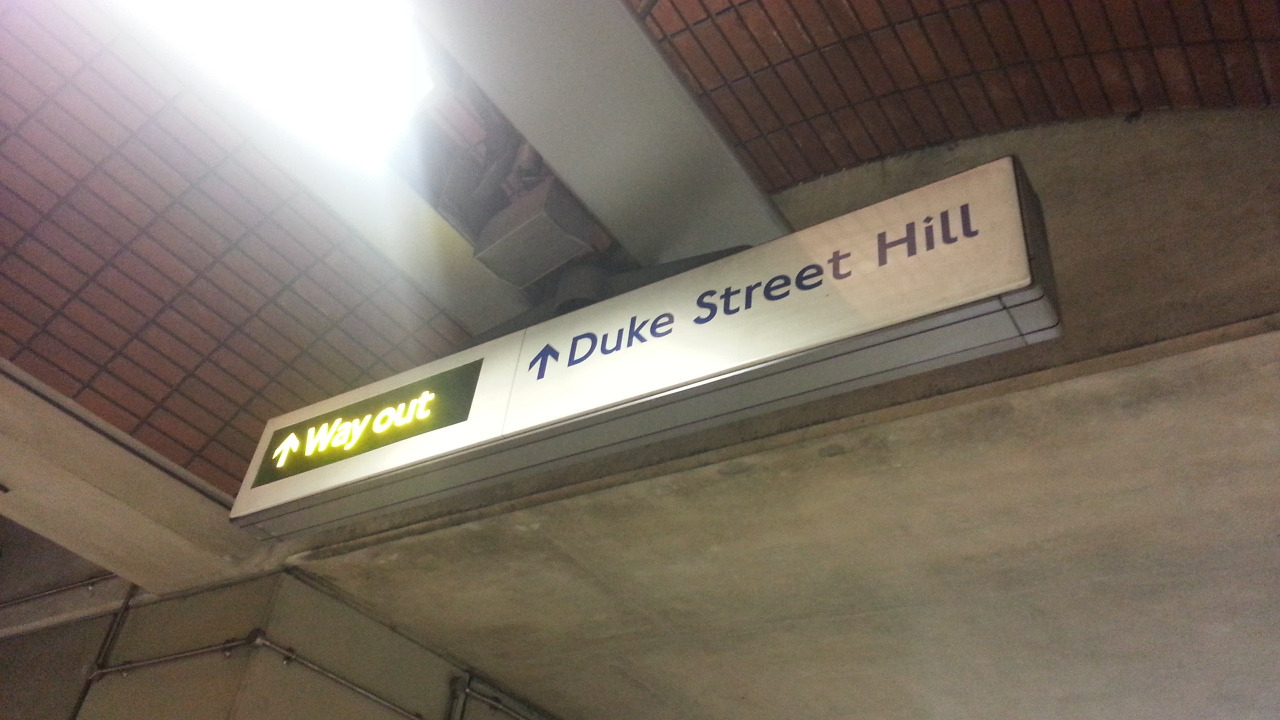 ↑ Way out ↑ Duke Street Hill